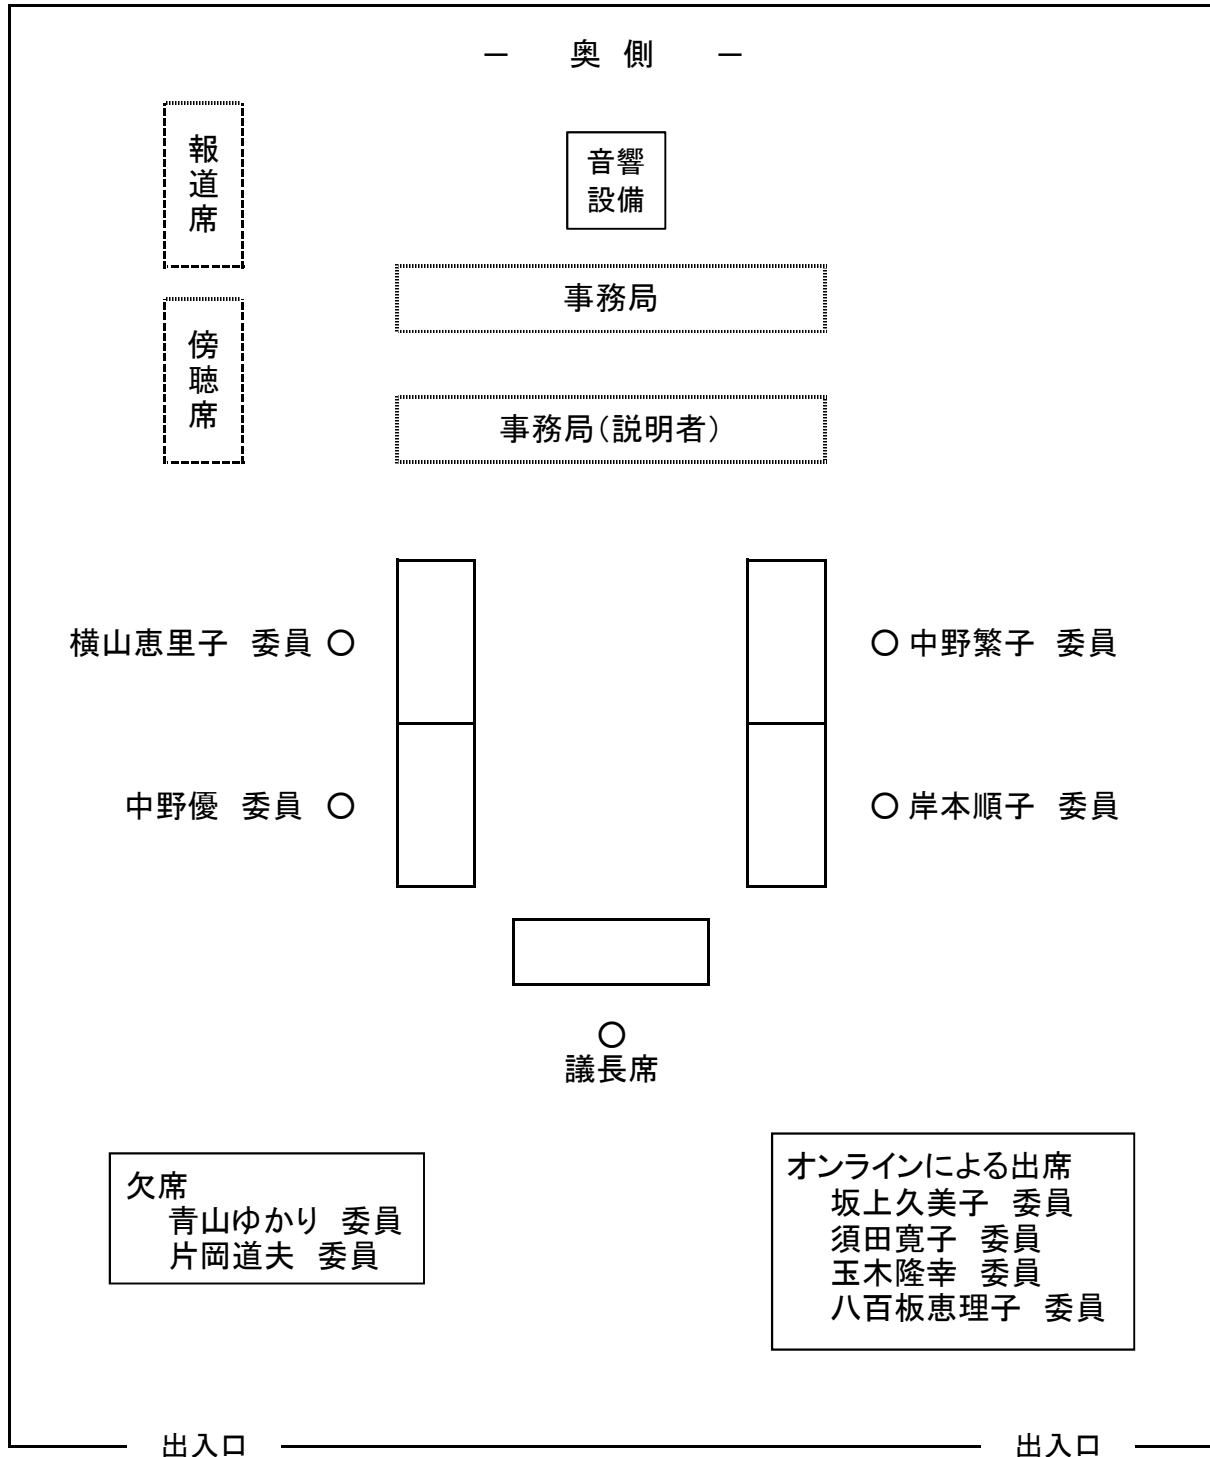 －　奥 側　－
報道席
音響
設備
事務局
傍聴席
事務局（説明者）
横山恵里子　委員 ○
○ 中野繁子　委員
中野優　委員 ○
○ 岸本順子　委員
○
議長席
欠席
青山ゆかり　委員
片岡道夫　委員
オンラインによる出席
坂上久美子　委員
須田寛子　委員
玉木隆幸　委員
八百板恵理子　委員
出入口
出入口